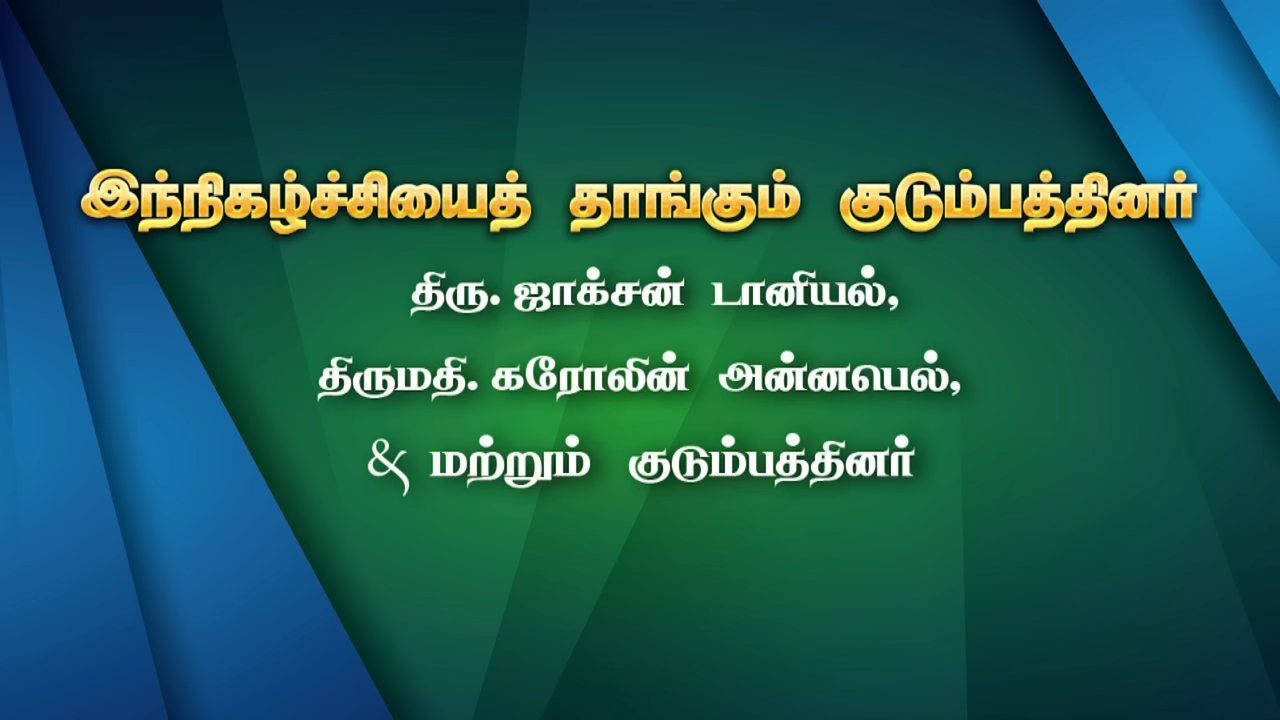 இந்நிகழ்ச்சியைத் தாங்கும் குடும்பத்தினர்
திரு. ஜாக்சன் டானியல்,
திருமதி. கரோலின் அன்னபெல்,
& மற்றும் குடும்பத்தினர்